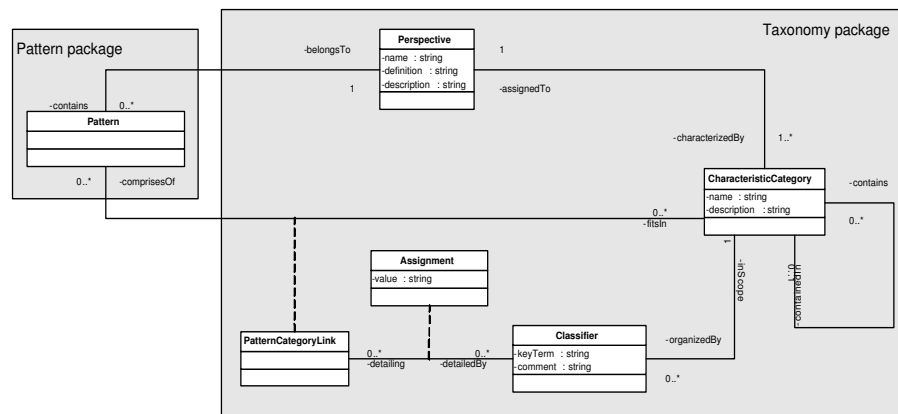 Taxonomy package
Pattern package
-belongsTo
Perspective
1
-name : string
-definition : string
-description : string
1
-assignedTo
-contains
0..*
Pattern
-characterizedBy
1..*
0..*
-comprisesOf
CharacteristicCategory
-name : string
-description : string
-contains
0..*
0..*
-fitsIn
1
-inScope
0..1
-containedIn
Assignment
-value : string
PatternCategoryLink
0..*
-detailing
0..*
-detailedBy
Classifier
-keyTerm : string
-comment : string
-organizedBy
0..*